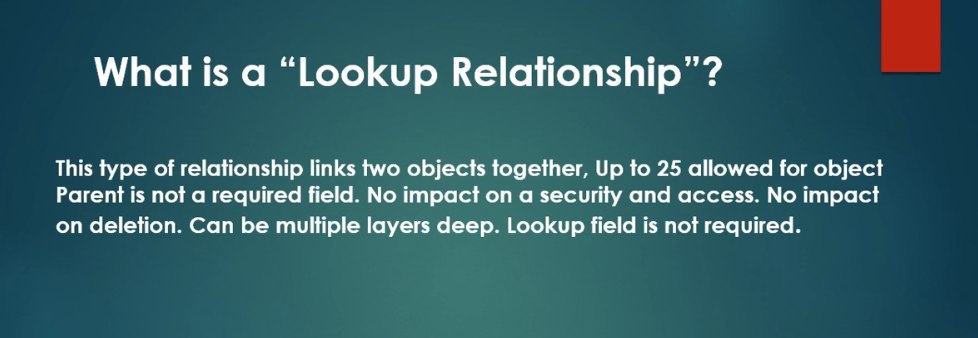 What is a “Lookup Relationship”?
This type of relationship links two objects together, Up to 25 allowed for object
Parent is not a required field. No impact on a security and access. No impact
on deletion. Can be multiple layers deep. Lookup field is not required.